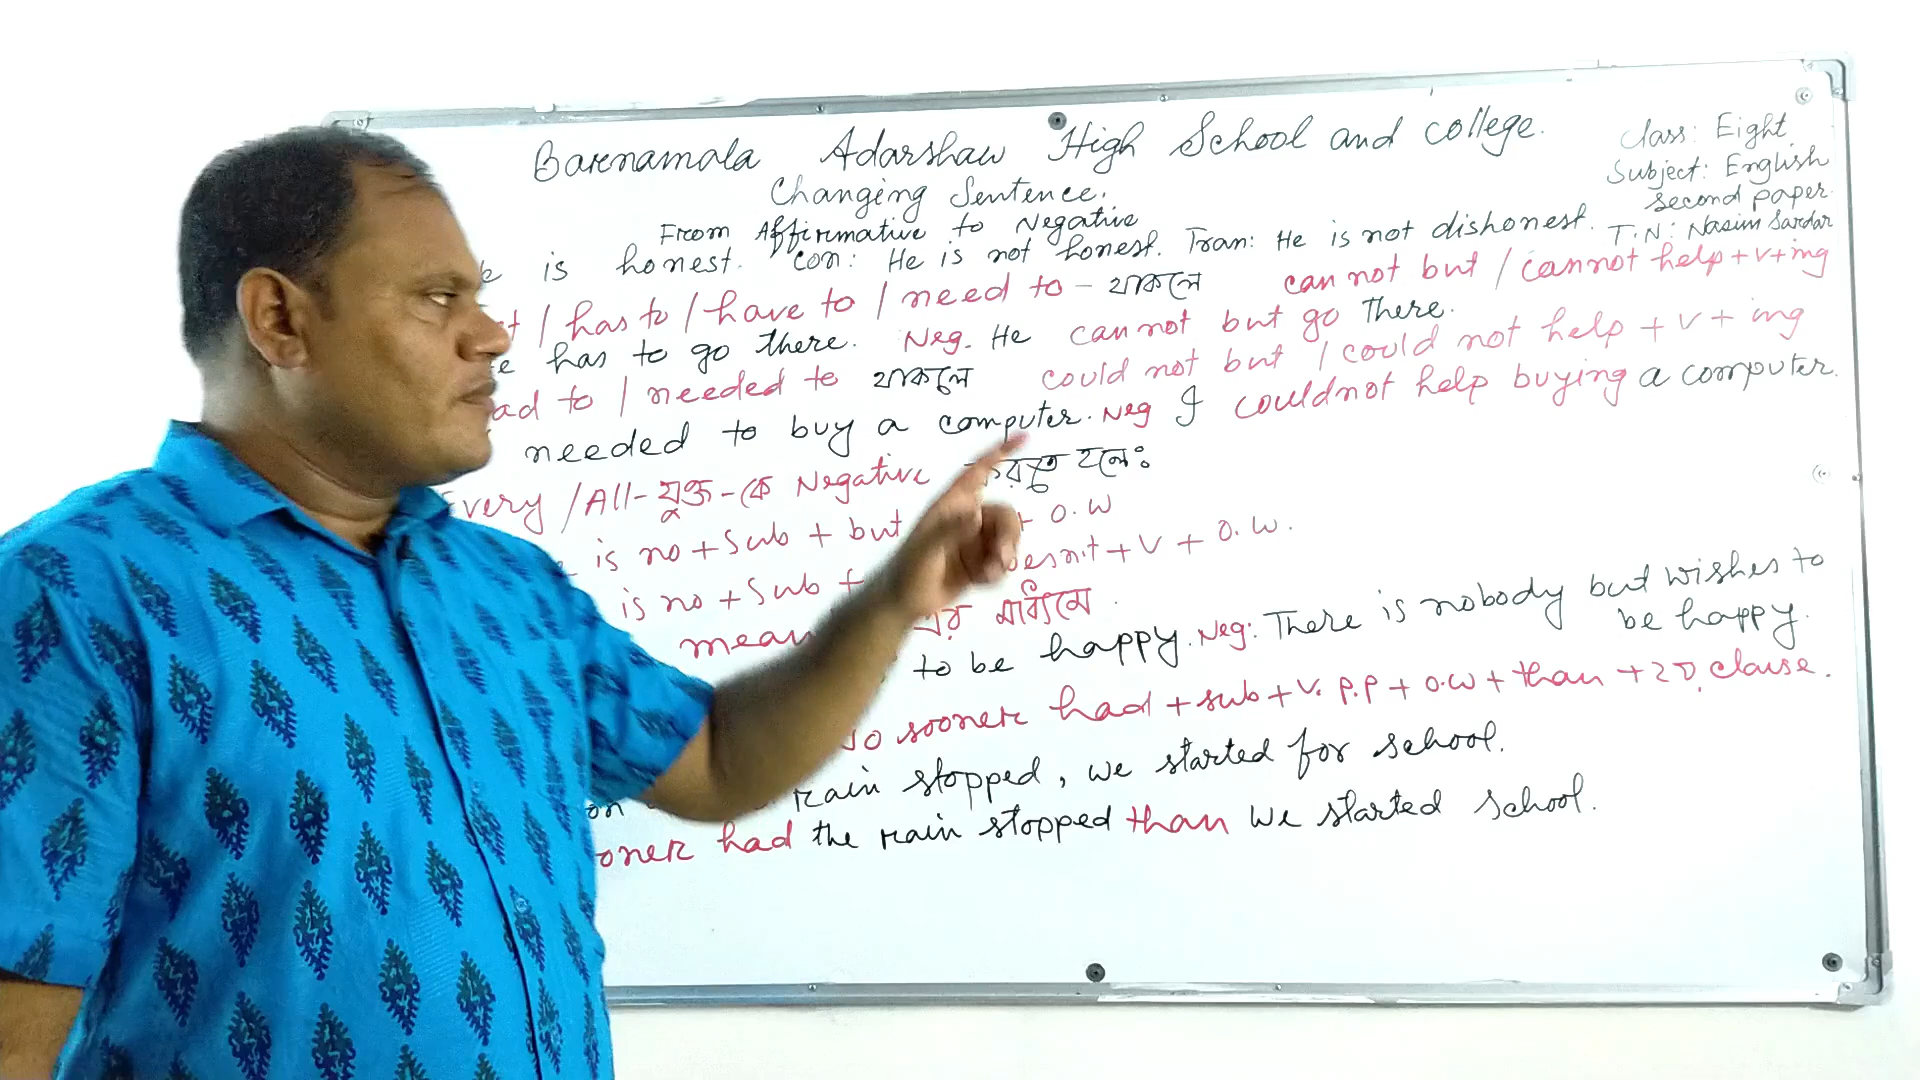 Barnamala Adarshaw High School and college.
Class: Eight
Subject: English
second paper.
T.N: Nasim Sardar
Changing Sentence.
From Affirmative to Negative
is honest. Con: He is not honest. Tran: He is not dishonest.
/ has to / have to / need to - থাকলে can not but / cannot help+v+ing
has to go there. Neg. He can not but go there.
ad to / needed to থাকলে could not but / could not help + v + ing
needed to buy a computer. Neg I couldnot help buying a computer.
very / All- যুক্ত -কে Negative করতে হলেঃ
is no + Sub + but + o.w
is no + Sub + esn't + v + o.w.
mean এর মাধ্যমে
to be happy. Neg: There is nobody but wishes to
be happy.
o sooner had + sub + v. p.p + o.w + than + 2D. clause.
on rain stopped, we started for school.
oner had the rain stopped than we started school.